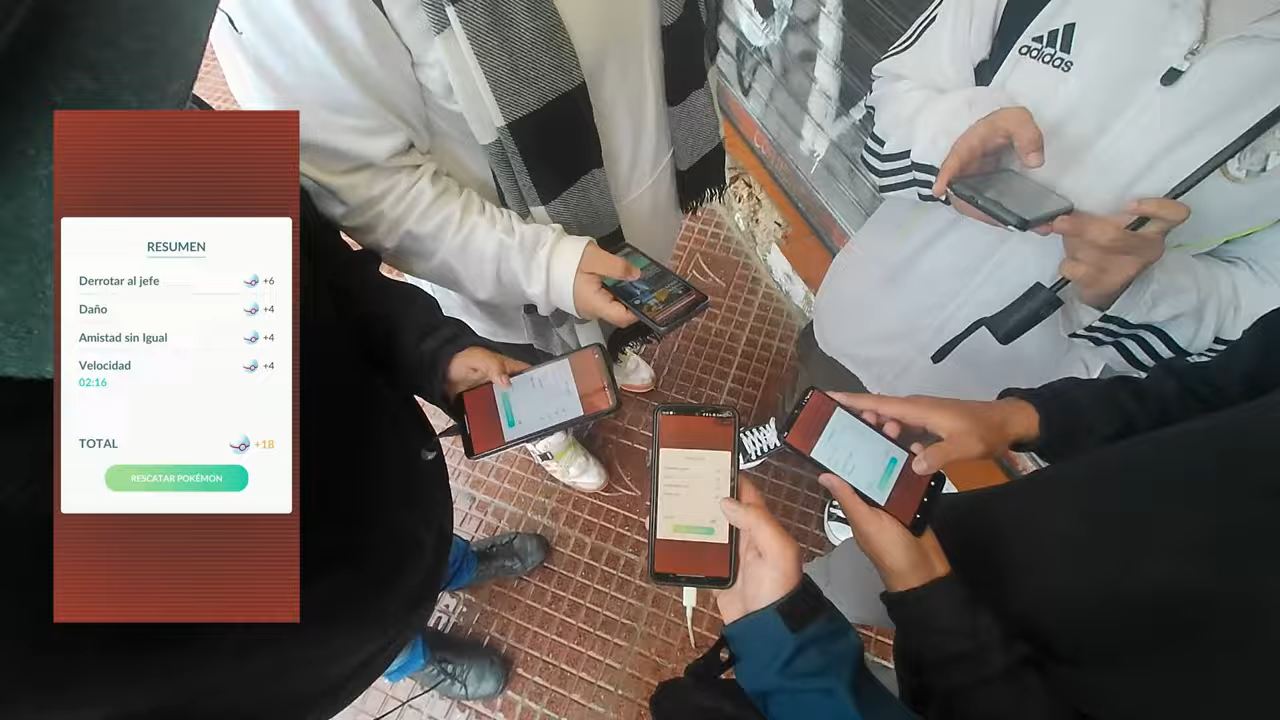 RESUMEN
Derrotar al jefe +6
Daño +4
Amistad sin Igual +4
Velocidad +4
02:16
TOTAL +18
RESCATAR POKÉMON
adidas